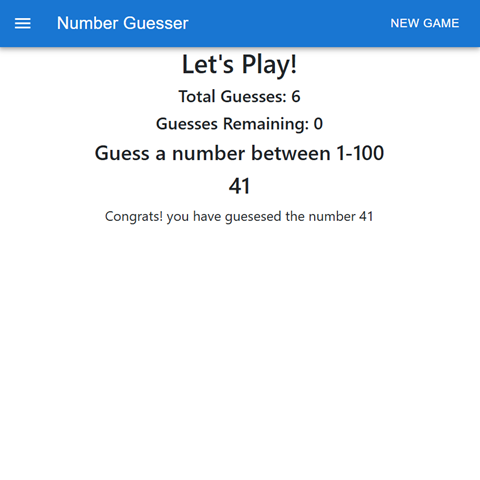 Number Guesser
NEW GAME
Let's Play!
Total Guesses: 6
Guesses Remaining: 0
Guess a number between 1-100
41
Congrats! you have guesesed the number 41